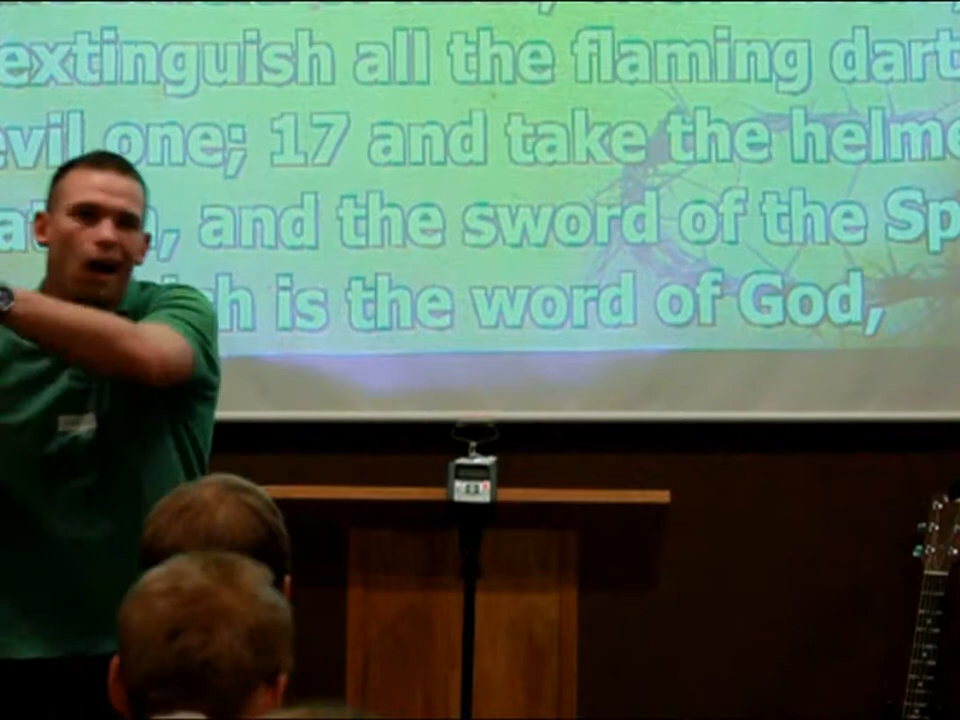 extinguish all the flaming dart
evil one; 17 and take the helme
and the sword of the Sp
is the word of God,